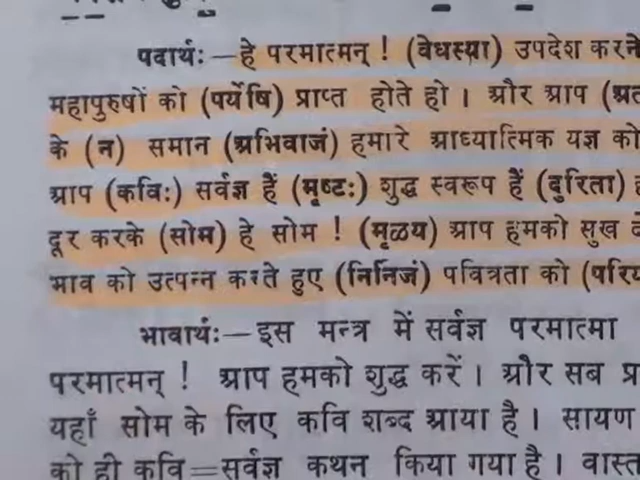 पदार्थः—हे परमात्मन् ! (वेधस्या) उपदेश करने
महापुरुषों को (पर्येषि) प्राप्त होते हो । और आप
के (न) समान (अभिवाजं) हमारे आध्यात्मिक यज्ञ को
आप (कविः) सर्वज्ञ हैं (मृष्टः) शुद्ध स्वरूप हैं (दुरिता)
दूर करके (सोम) हे सोम ! (मृळय) आप हमको सुख
भाव को उत्पन्न करते हुए (निर्निजं) पवित्रता को (परिय
भावार्थः—इस मन्त्र में सर्वज्ञ परमात्मा
परमात्मन् ! आप हमको शुद्ध करें । और सब प्र
यहाँ सोम के लिए कवि शब्द आया है । सायण
को ही कवि=सर्वज्ञ कथन किया गया है । वास्त